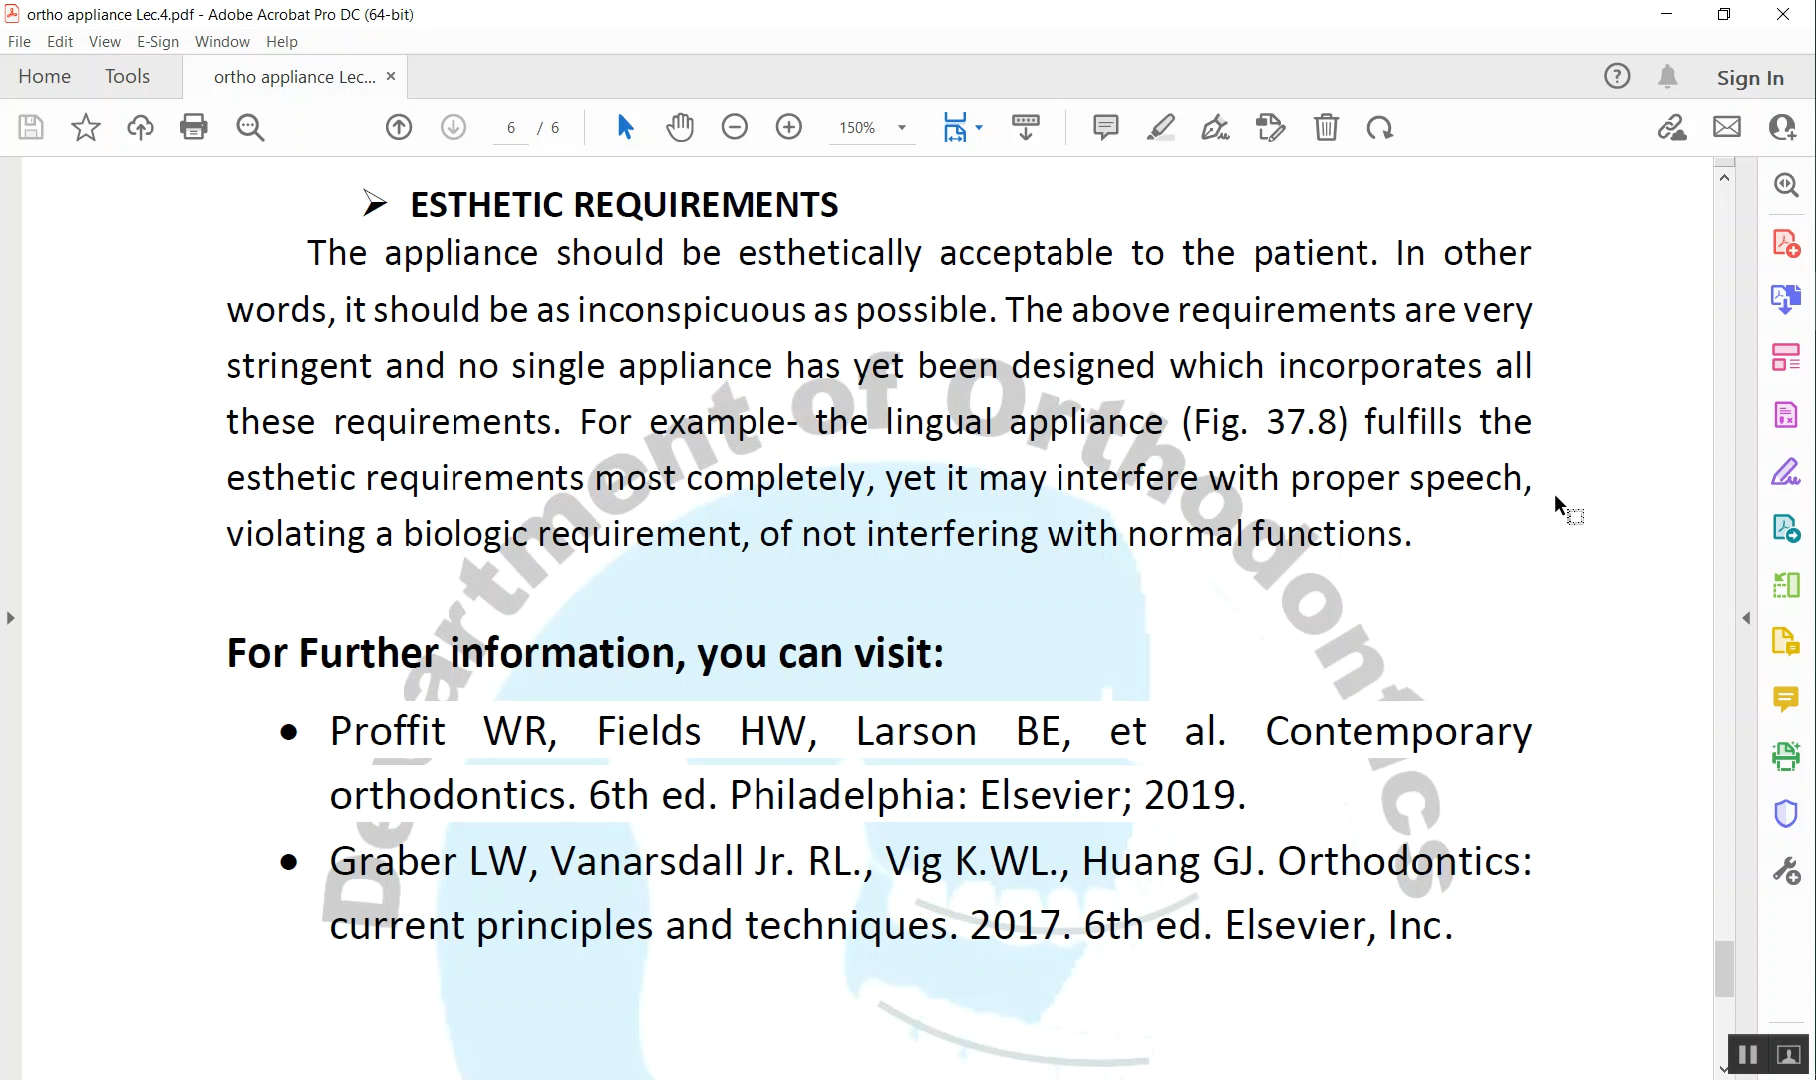 ortho appliance Lec.4.pdf - Adobe Acrobat Pro DC (64-bit)
File Edit View E-Sign Window Help
Home Tools ortho appliance Lec... × Sign In
6 / 6 150%
ESTHETIC REQUIREMENTS
The appliance should be esthetically acceptable to the patient. In other
words, it should be as inconspicuous as possible. The above requirements are very
stringent and no single appliance has yet been designed which incorporates all
these requirements. For example- the lingual appliance (Fig. 37.8) fulfills the
esthetic requirements most completely, yet it may interfere with proper speech,
violating a biologic requirement, of not interfering with normal functions.
For Further information, you can visit:
• Proffit WR, Fields HW, Larson BE, et al. Contemporary
orthodontics. 6th ed. Philadelphia: Elsevier; 2019.
• Graber LW, Vanarsdall Jr. RL., Vig K.WL., Huang GJ. Orthodontics:
current principles and techniques. 2017. 6th ed. Elsevier, Inc.
Department of Orthodontics